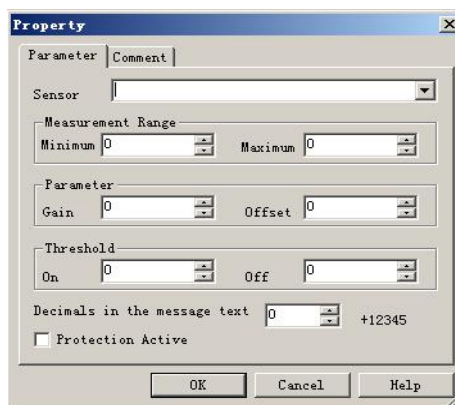 Property
Parameter Comment
Sensor
Measurement Range
Minimum 0 Maximum 0
Parameter
Gain 0 Offset 0
Threshold
On 0 Off 0
Decimals in the message text 0 +12345
Protection Active
OK Cancel Help